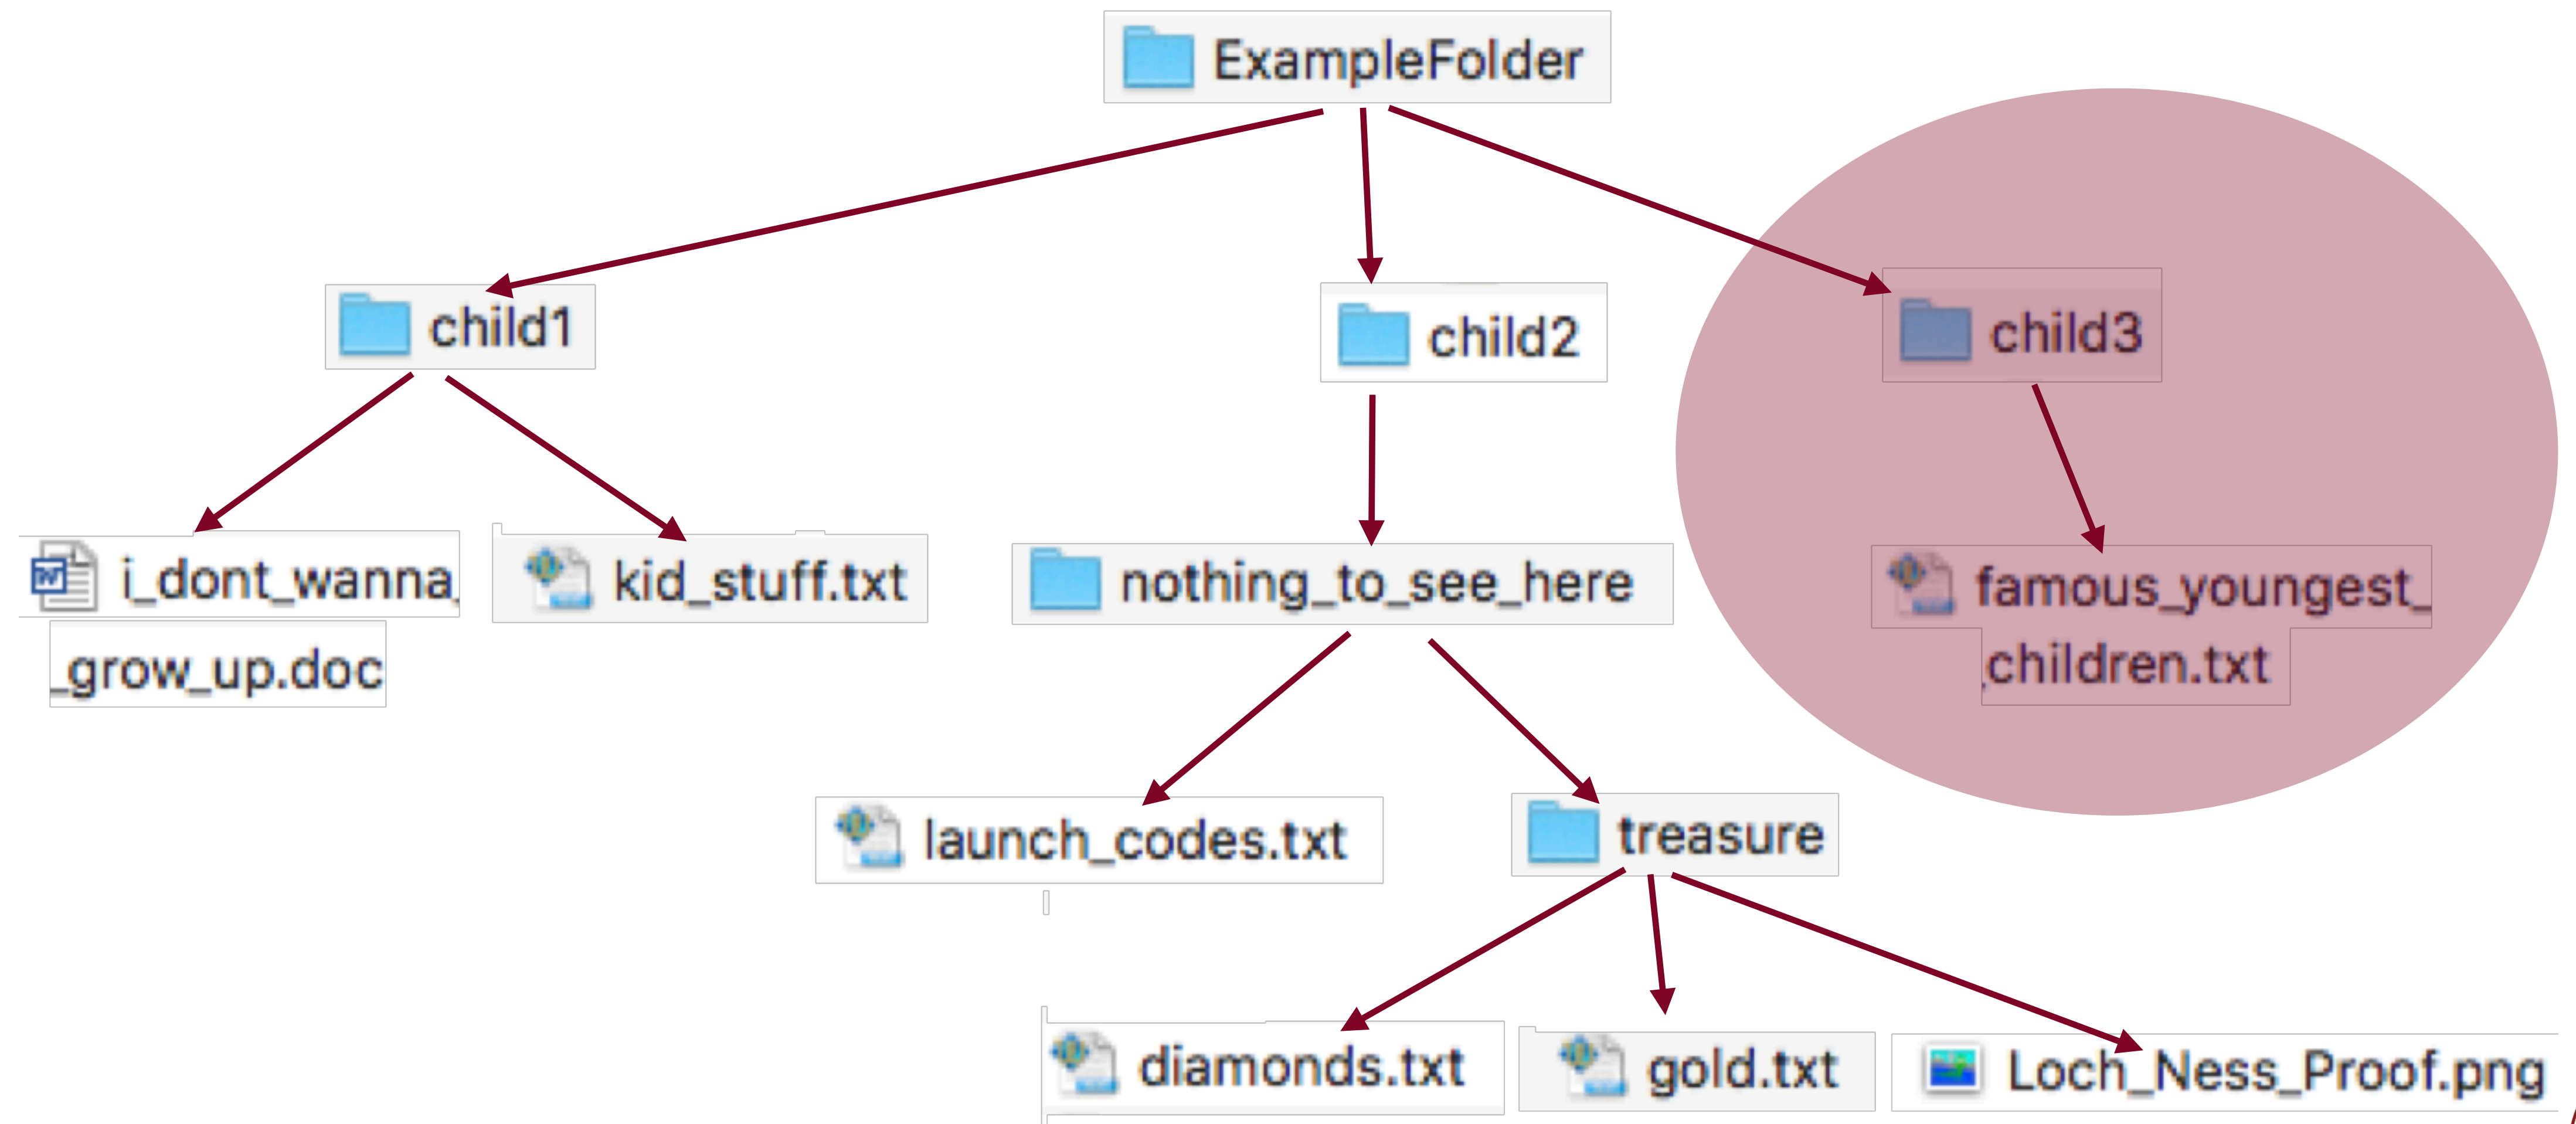 ExampleFolder
child1
child2
child3
i_dont_wanna_
_grow_up.doc
kid_stuff.txt
nothing_to_see_here
famous_youngest_
children.txt
launch_codes.txt
treasure
diamonds.txt
gold.txt
Loch_Ness_Proof.png